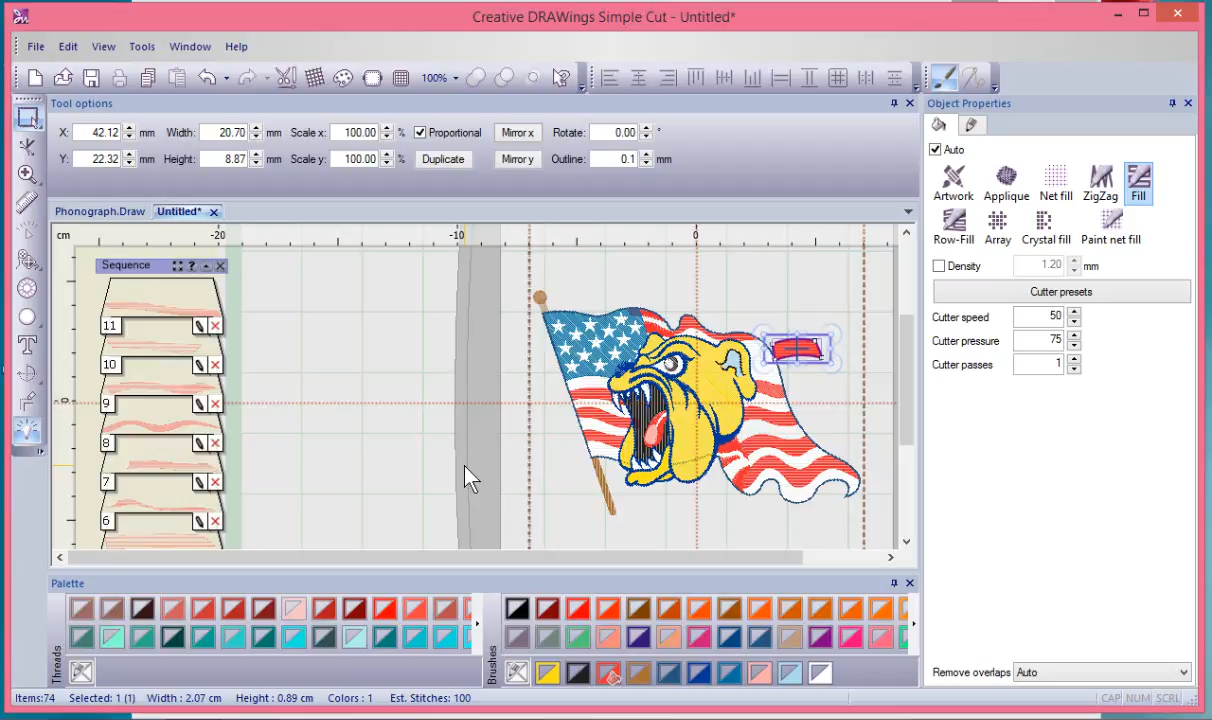 Creative DRAWings Simple Cut - Untitled*
File Edit View Tools Window Help
100%
Tool options
Object Properties
X: 42.12 mm Width: 20.70 mm Scale x: 100.00 % Proportional Mirror x Rotate: 0.00 °
Y: 22.32 mm Height: 8.87 mm Scale y: 100.00 % Duplicate Mirror y Outline: 0.1 mm
Auto
Artwork Applique Net fill ZigZag Fill
Row-Fill Array Crystal fill Paint net fill
Density 1.20 mm
Cutter presets
Cutter speed 50
Cutter pressure 75
Cutter passes 1
Remove overlaps Auto
Phonograph.Draw Untitled*
cm -20 -10 0
0
Sequence
11
10
9
8
7
6
Palette
Threads
Brushes
Items:74 Selected: 1 (1) Width : 2.07 cm Height : 0.89 cm Colors : 1 Est. Stitches: 100 CAP NUM SCRL